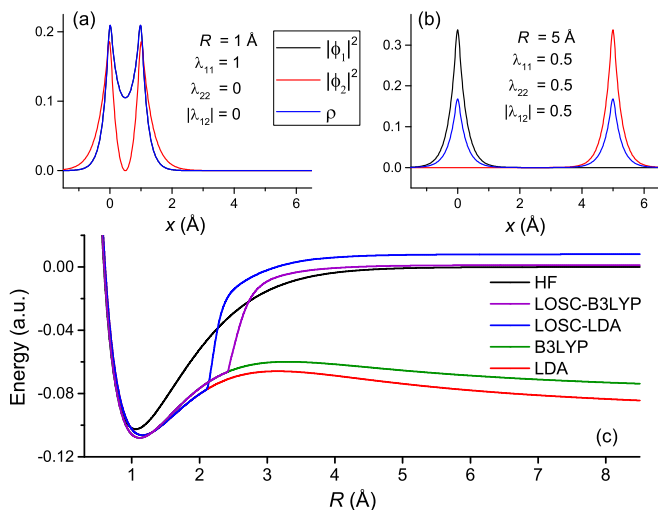 (a)
R = 1 Å
λ11 = 1
λ22 = 0
|λ12| = 0
0.2
0.1
0.0
0 2 4 6
x (Å)
|ϕ1|²
|ϕ2|²
ρ
(b)
R = 5 Å
λ11 = 0.5
λ22 = 0.5
|λ12| = 0.5
0.3
0.2
0.1
0.0
0 2 4 6
x (Å)
Energy (a.u.)
0.00
-0.04
-0.08
-0.12
HF
LOSC-B3LYP
LOSC-LDA
B3LYP
LDA
(c)
1 2 3 4 5 6 7 8
R (Å)